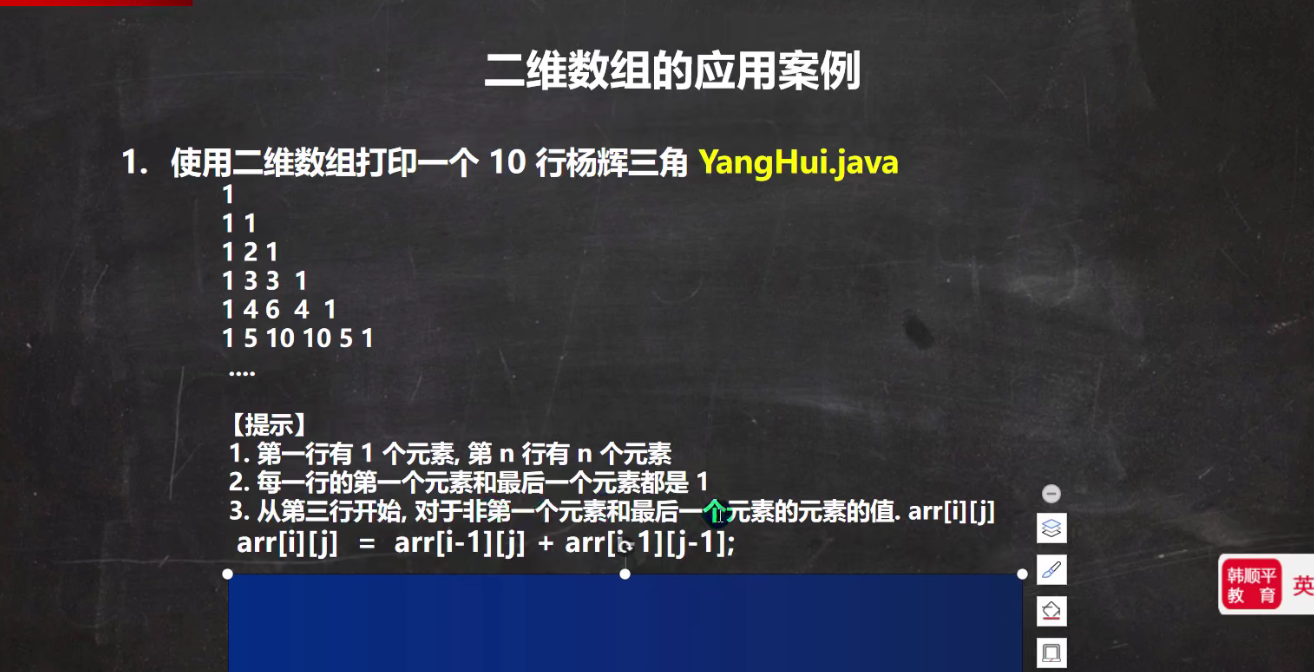 二维数组的应用案例
1. 使用二维数组打印一个 10 行杨辉三角 YangHui.java
1
1 1
1 2 1
1 3 3 1
1 4 6 4 1
1 5 10 10 5 1
....
【提示】
1. 第一行有 1 个元素, 第 n 行有 n 个元素
2. 每一行的第一个元素和最后一个元素都是 1
3. 从第三行开始, 对于非第一个元素和最后一个元素的元素的值. arr[i][j]
arr[i][j] = arr[i-1][j] + arr[i-1][j-1];
韩顺平
教 育
英